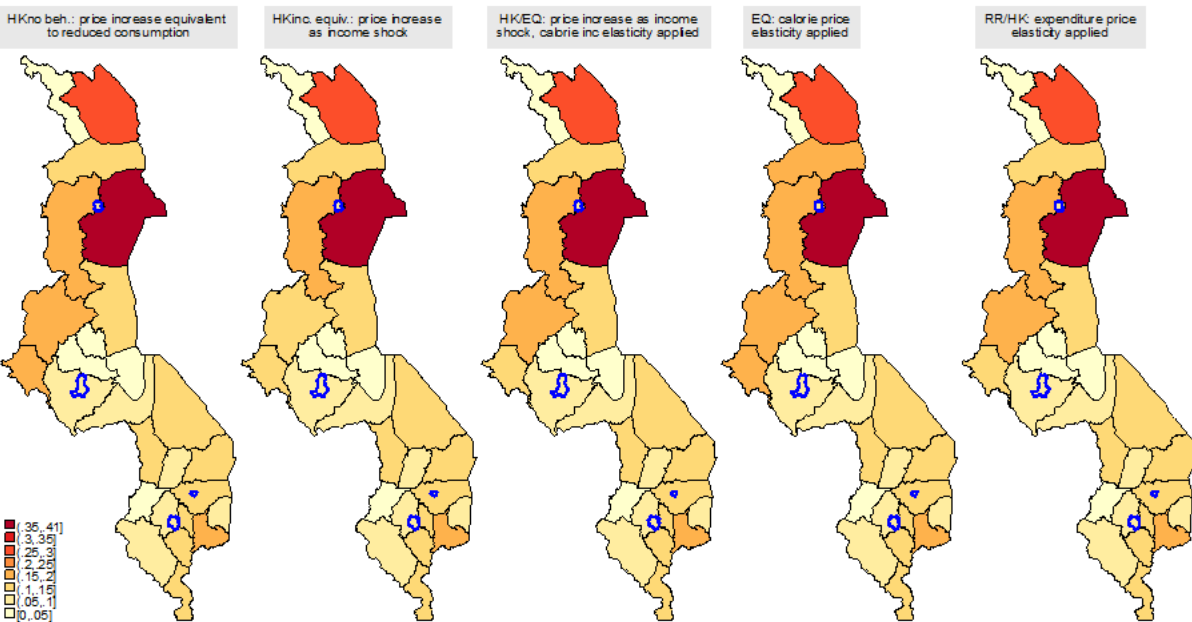 HKno beh.: price increase equivalent
to reduced consumption
HKinc. equiv.: price increase
as income shock
HK/EQ: price increase as income
shock, calorie inc elasticity applied
EQ: calorie price
elasticity applied
RR/HK: expenditure price
elasticity applied
(.35,.41]
(.3,.35]
(.25,.3]
(.2,.25]
(.15,.2]
(.1,.15]
(.05,.1]
[0,.05]